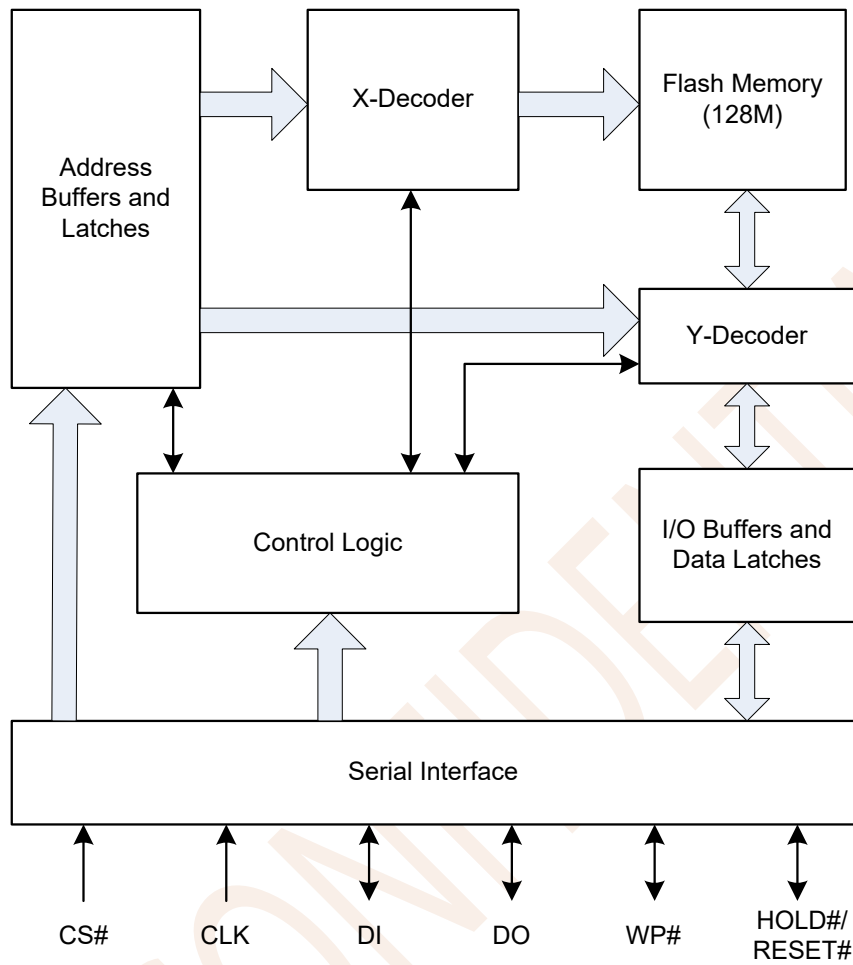 X-Decoder
Flash Memory
(128M)
Address
Buffers and
Latches
Y-Decoder
Control Logic
I/O Buffers and
Data Latches
Serial Interface
CS#
CLK
DI
DO
WP#
HOLD#/
RESET#